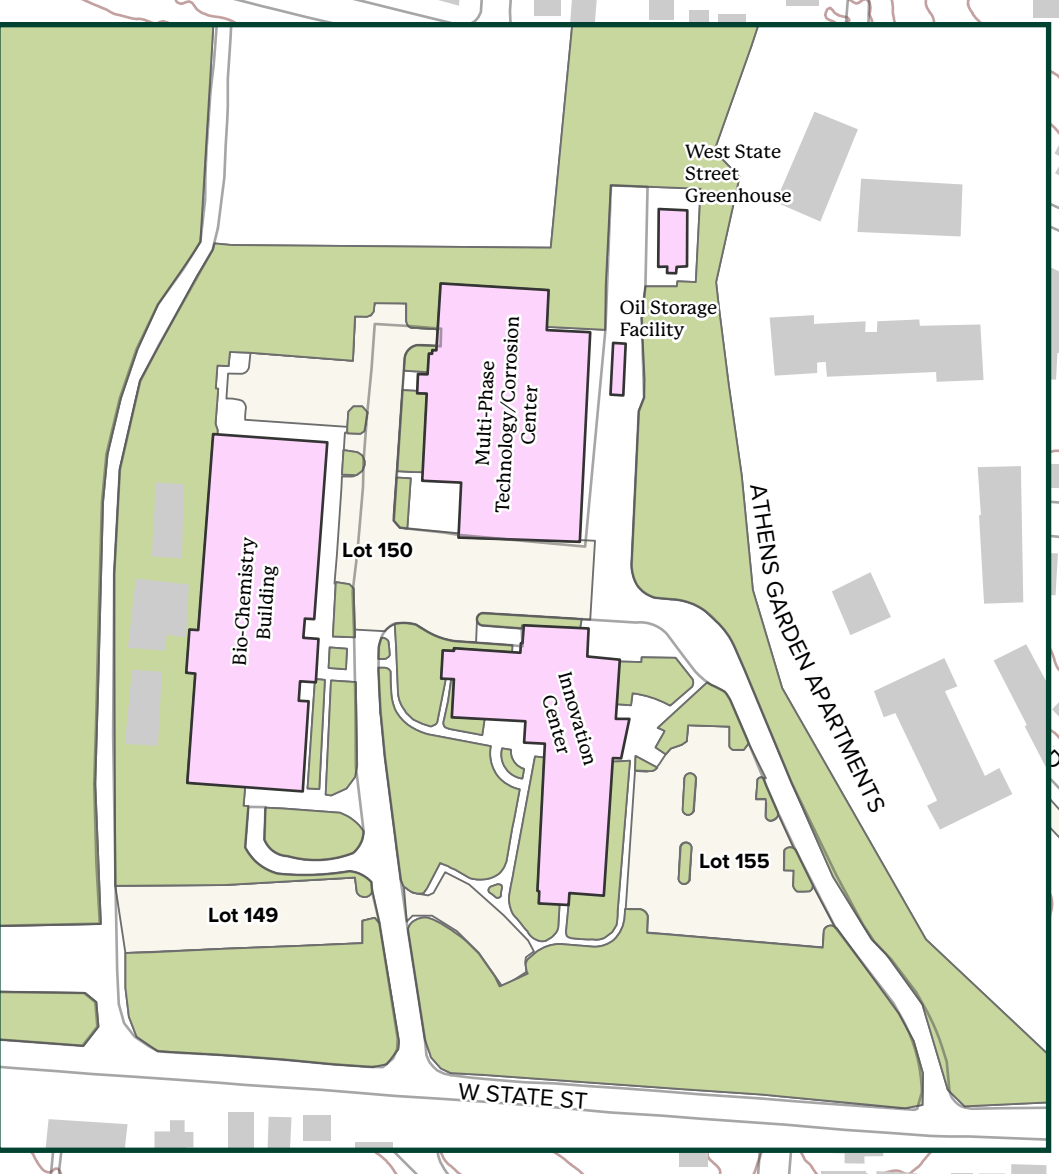 West State
Street
Greenhouse
Oil Storage
Facility
Multi-Phase
Technology/Corrosion
Center
Lot 150
Bio-Chemistry
Building
Innovation
Center
ATHENS GARDEN APARTMENTS
Lot 155
Lot 149
W STATE ST